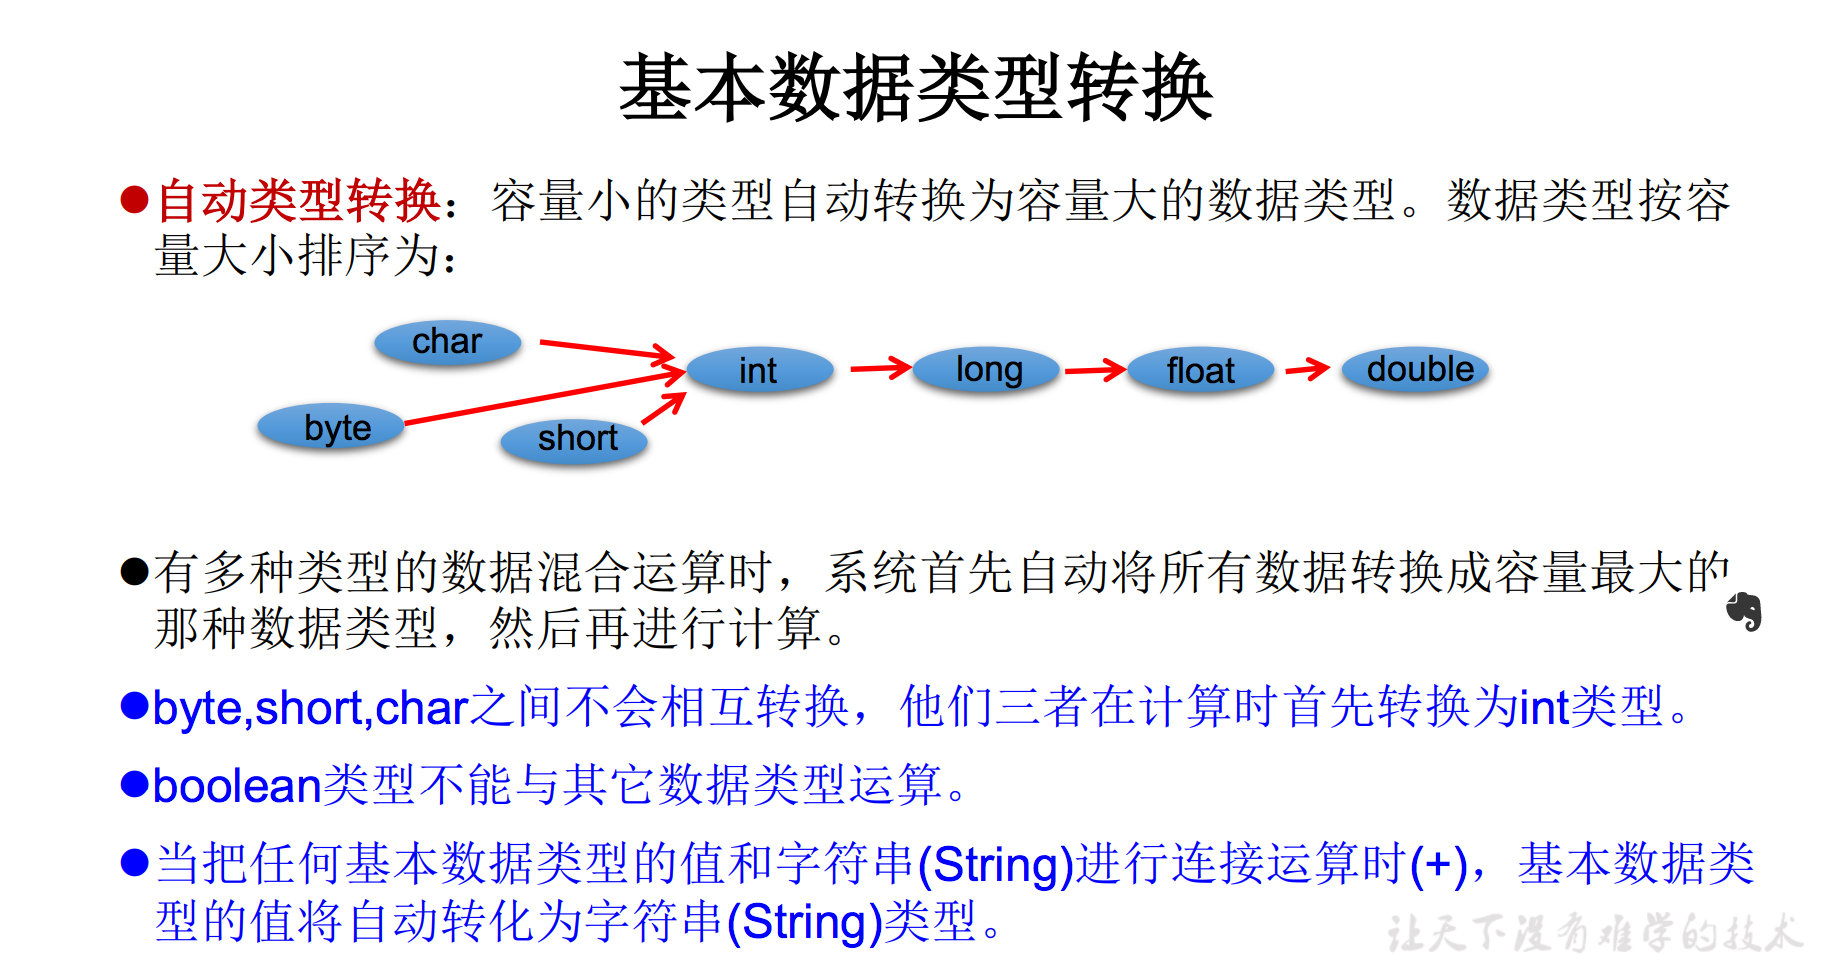 基本数据类型转换
●自动类型转换：容量小的类型自动转换为容量大的数据类型。数据类型按容
量大小排序为：
char
int
long
float
double
byte
short
●有多种类型的数据混合运算时，系统首先自动将所有数据转换成容量最大的
那种数据类型，然后再进行计算。
●byte,short,char之间不会相互转换，他们三者在计算时首先转换为int类型。
●boolean类型不能与其它数据类型运算。
●当把任何基本数据类型的值和字符串(String)进行连接运算时(+)，基本数据类
型的值将自动转化为字符串(String)类型。
让天下没有难学的技术